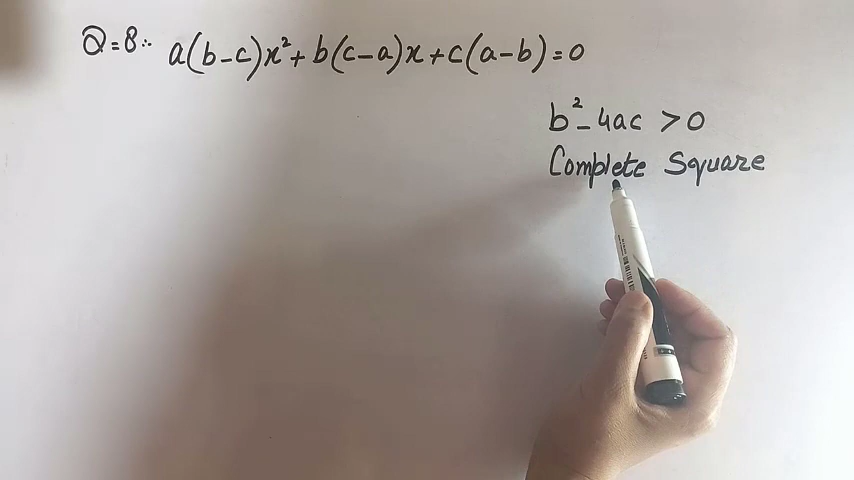 Q=8:. a(b-c)x²+b(c-a)x+c(a-b)=0
b²-4ac >0
Complete Square